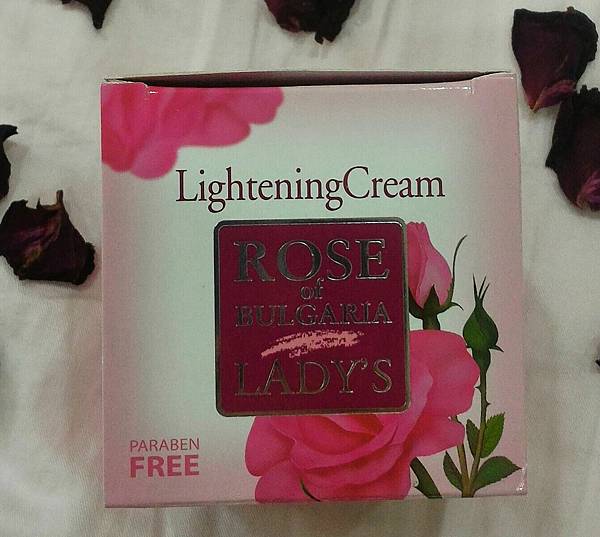 LighteningCream
ROSE
of
BULGARIA
LADY'S
PARABEN
FREE